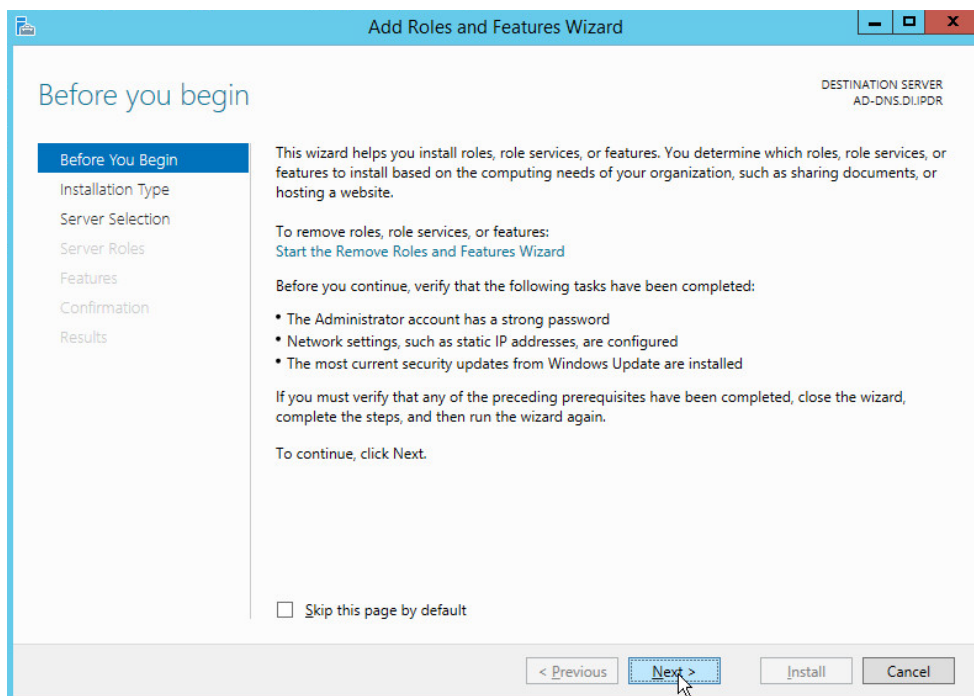 Add Roles and Features Wizard
Before you begin
DESTINATION SERVER
AD-DNS.DI.IPDR
Before You Begin
Installation Type
Server Selection
Server Roles
Features
Confirmation
Results
This wizard helps you install roles, role services, or features. You determine which roles, role services, or
features to install based on the computing needs of your organization, such as sharing documents, or
hosting a website.
To remove roles, role services, or features:
Start the Remove Roles and Features Wizard
Before you continue, verify that the following tasks have been completed:
• The Administrator account has a strong password
• Network settings, such as static IP addresses, are configured
• The most current security updates from Windows Update are installed
If you must verify that any of the preceding prerequisites have been completed, close the wizard,
complete the steps, and then run the wizard again.
To continue, click Next.
Skip this page by default
< Previous
Next >
Install
Cancel